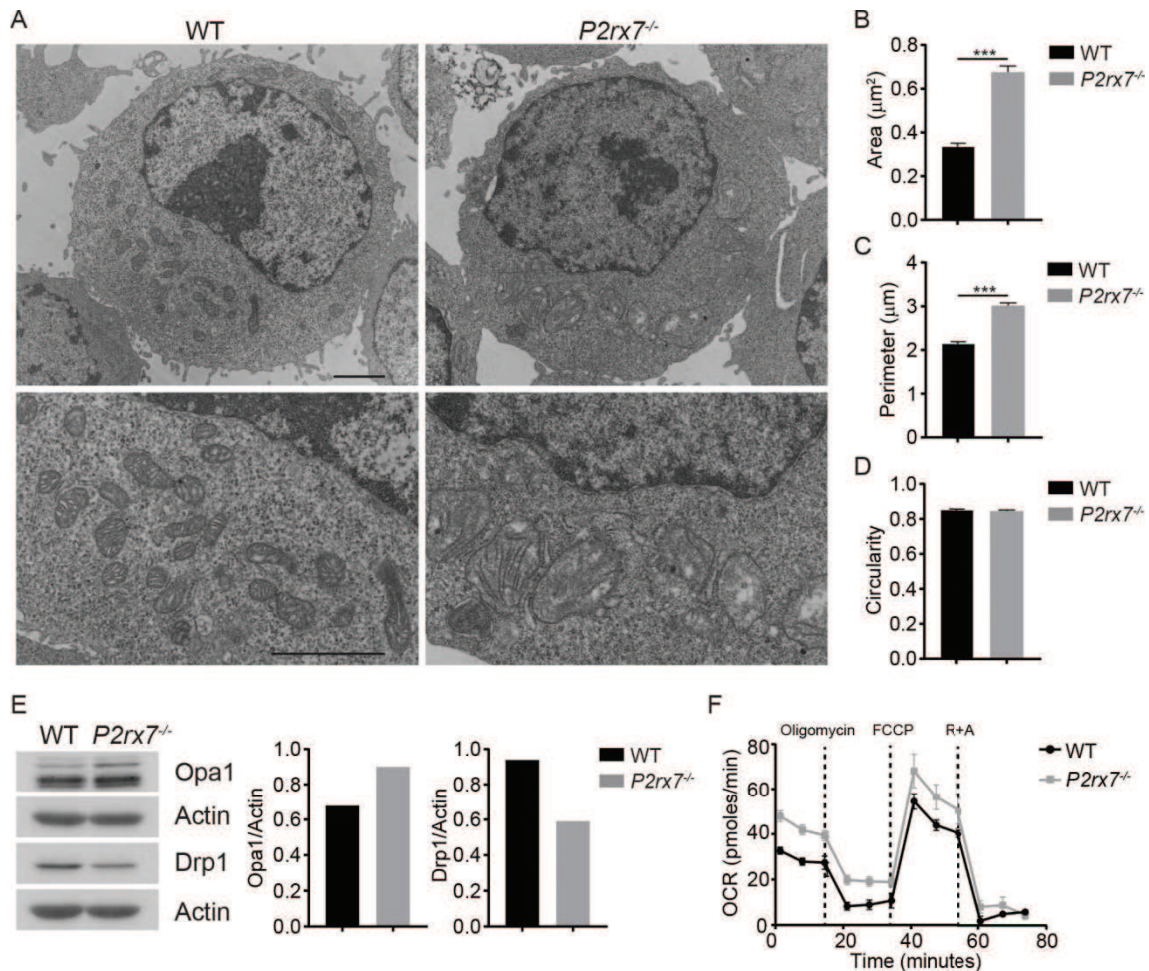 A
WT
P2rx7-/-
B
Area (μm²)
0.8
0.6
0.4
0.2
0.0
***
WT
P2rx7-/-
C
Perimeter (μm)
4
3
2
1
0
***
WT
P2rx7-/-
D
Circularity
1.0
0.8
0.6
0.4
0.2
0.0
WT
P2rx7-/-
E
WT P2rx7-/-
Opa1
Actin
Drp1
Actin
Opa1/Actin
1.0
0.8
0.6
0.4
0.2
0.0
Drp1/Actin
1.0
0.8
0.6
0.4
0.2
0.0
WT
P2rx7-/-
F
Oligomycin FCCP R+A
OCR (pmoles/min)
80
60
40
20
0
0 20 40 60 80
Time (minutes)
WT
P2rx7-/-